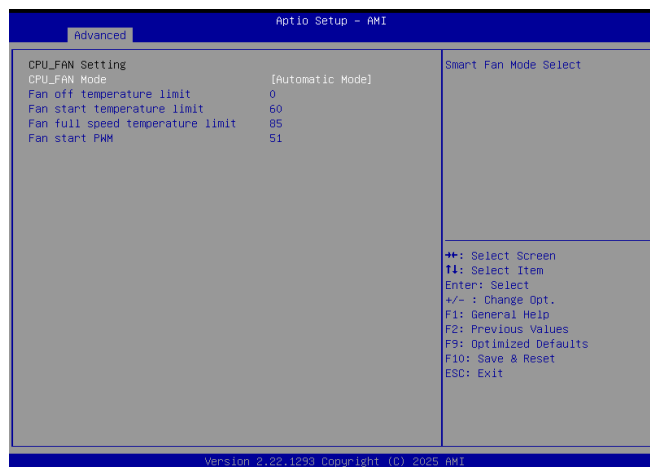 Aptio Setup – AMI
Advanced
CPU_FAN Setting
CPU_FAN Mode [Automatic Mode]
Fan off temperature limit 0
Fan start temperature limit 60
Fan full speed temperature limit 85
Fan start PWM 51
Smart Fan Mode Select
→←: Select Screen
↑↓: Select Item
Enter: Select
+/– : Change Opt.
F1: General Help
F2: Previous Values
F9: Optimized Defaults
F10: Save & Reset
ESC: Exit
Version 2.22.1293 Copyright (C) 2025 AMI